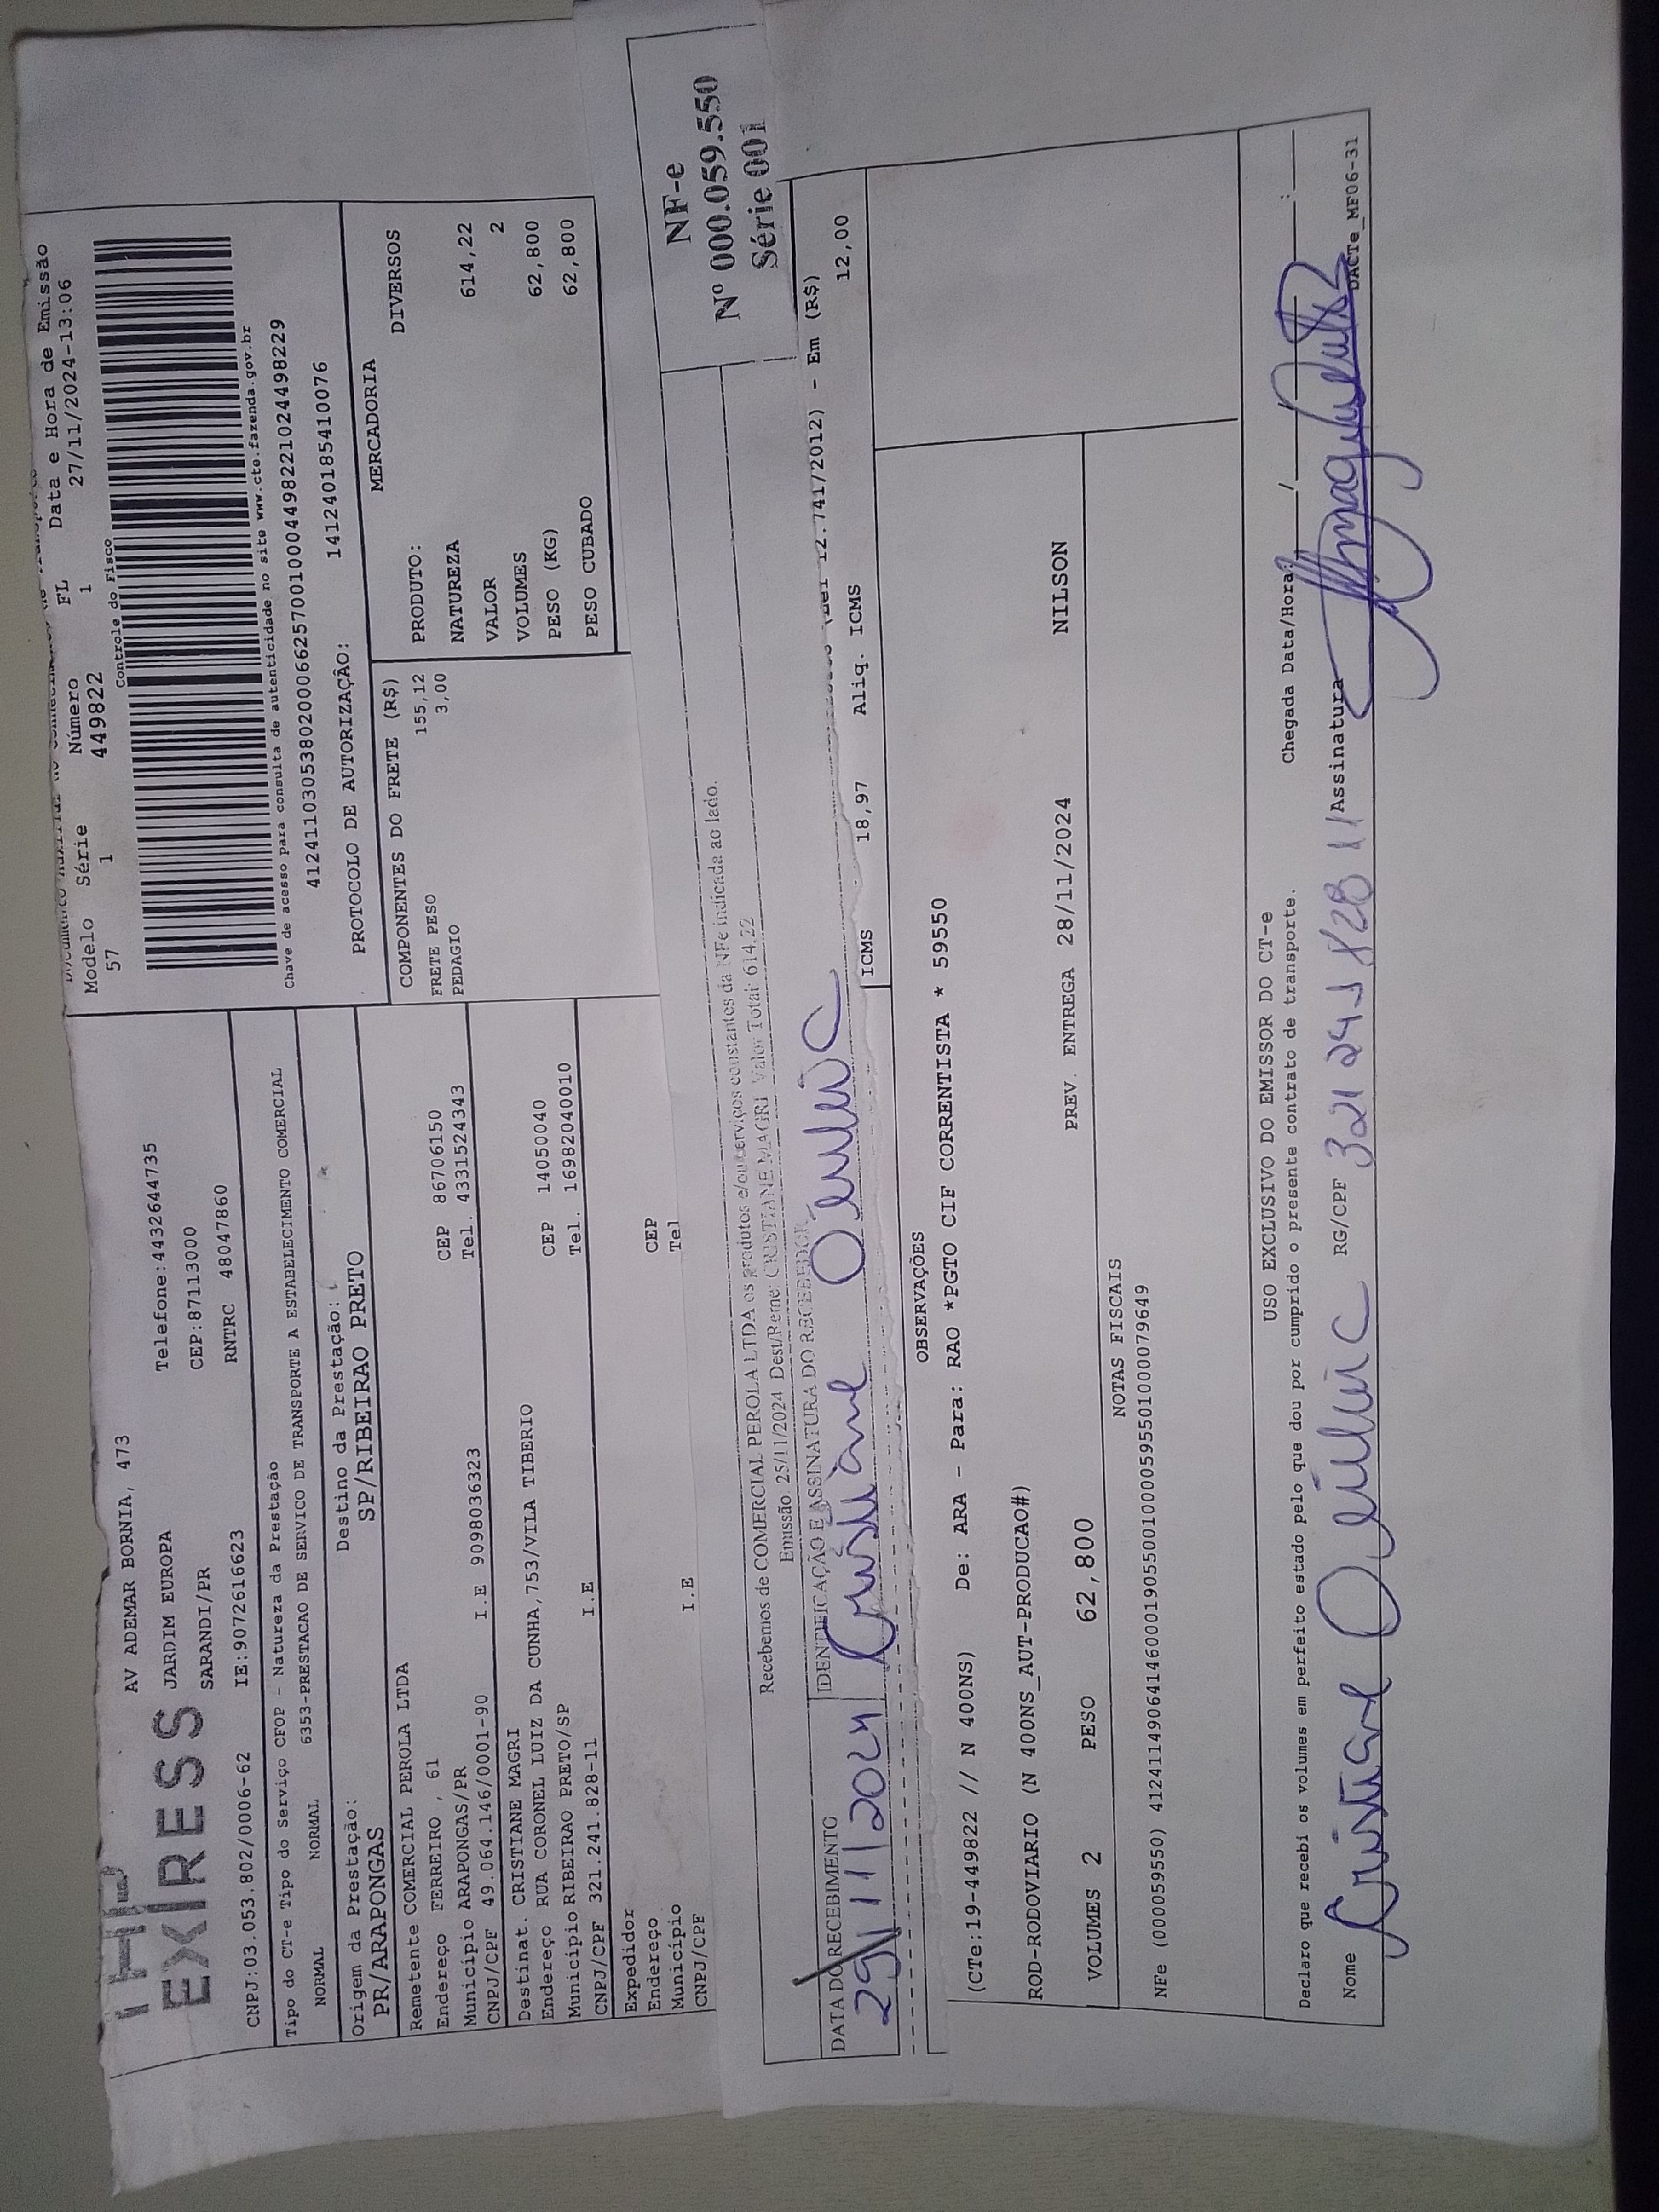 EXPRESS
AV ADEMAR BORNIA, 473
JARDIM EUROPA Telefone:4432644735
SARANDI/PR CEP:87113000
CNPJ:03.053.802/0006-62 IE:9072616623 RNTRC 48047860
Tipo do CT-e Tipo do Serviço CFOP - Natureza da Prestação
NORMAL NORMAL 6353-PRESTACAO DE SERVICO DE TRANSPORTE A ESTABELECIMENTO COMERCIAL
Origem da Prestação: Destino da Prestação:
PR/ARAPONGAS SP/RIBEIRAO PRETO
Remetente COMERCIAL PEROLA LTDA
Endereço FERREIRO , 61 CEP 86706150
Município ARAPONGAS/PR Tel. 4331524343
CNPJ/CPF 49.064.146/0001-90 I.E 9098036323
Destinat. CRISTIANE MAGRI
Endereço RUA CORONEL LUIZ DA CUNHA,753/VILA TIBERIO CEP 14050040
Município RIBEIRAO PRETO/SP Tel. 16982040010
CNPJ/CPF 321.241.828-11 I.E
Expedidor
Endereço CEP
Município Tel
CNPJ/CPF I.E
Modelo Série Número FL Data e Hora de Emissão
57 1 449822 1 27/11/2024-13:06
Controle do Fisco
Chave de acesso para consulta de autenticidade no site www.cte.fazenda.gov.br
41241103053802000662570010004498221024498229
PROTOCOLO DE AUTORIZAÇÃO: 141240185410076
COMPONENTES DO FRETE (R$)
FRETE PESO 155,12
PEDAGIO 3,00
MERCADORIA
PRODUTO: DIVERSOS
NATUREZA
VALOR 614,22
VOLUMES 2
PESO (KG) 62,800
PESO CUBADO 62,800
NF-e
Nº 000.059.550
Série 001
Recebemos de COMERCIAL PEROLA LTDA os produtos e/ou serviços constantes da NFe indicada ao lado.
Emissão: 25/11/2024 Dest/Reme: CRISTIANE MAGRI Valor Total: 614,22
DATA DO RECEBIMENTO IDENTIFICAÇÃO E ASSINATURA DO RECEBEDOR
29/11/2024 Cristiane
12.741/2012) - Em (R$)
ICMS 18,97 Aliq. ICMS 12,00
OBSERVAÇÕES
(CTe:19-449822 // N 400NS) De: ARA - Para: RAO *PGTO CIF CORRENTISTA * 59550
ROD-RODOVIARIO (N 400NS_AUT-PRODUCAO#)
VOLUMES 2 PESO 62,800 PREV. ENTREGA 28/11/2024 NILSON
NOTAS FISCAIS
NFe (000059550) 41241149064146000190550010000595501000079649
USO EXCLUSIVO DO EMISSOR DO CT-e
Declaro que recebi os volumes em perfeito estado pelo que dou por cumprido o presente contrato de transporte. Chegada Data/Hora:
Nome Cristiane RG/CPF 321 241 828 11 Assinatura
DACTe_MF06-31